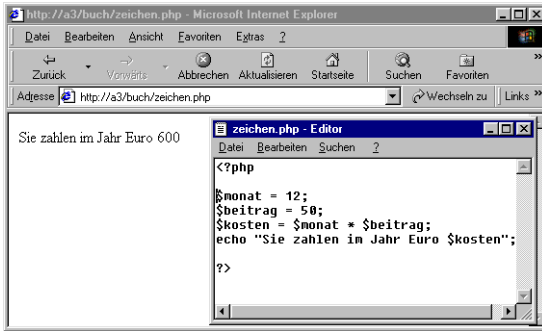 http://a3/buch/zeichen.php - Microsoft Internet Explorer
Datei Bearbeiten Ansicht Favoriten Extras ?
Zurück Vorwärts Abbrechen Aktualisieren Startseite Suchen Favoriten »
Adresse http://a3/buch/zeichen.php Wechseln zu Links »
Sie zahlen im Jahr Euro 600
zeichen.php - Editor
Datei Bearbeiten Suchen ?
<?php
$monat = 12;
$beitrag = 50;
$kosten = $monat * $beitrag;
echo "Sie zahlen im Jahr Euro $kosten";
?>